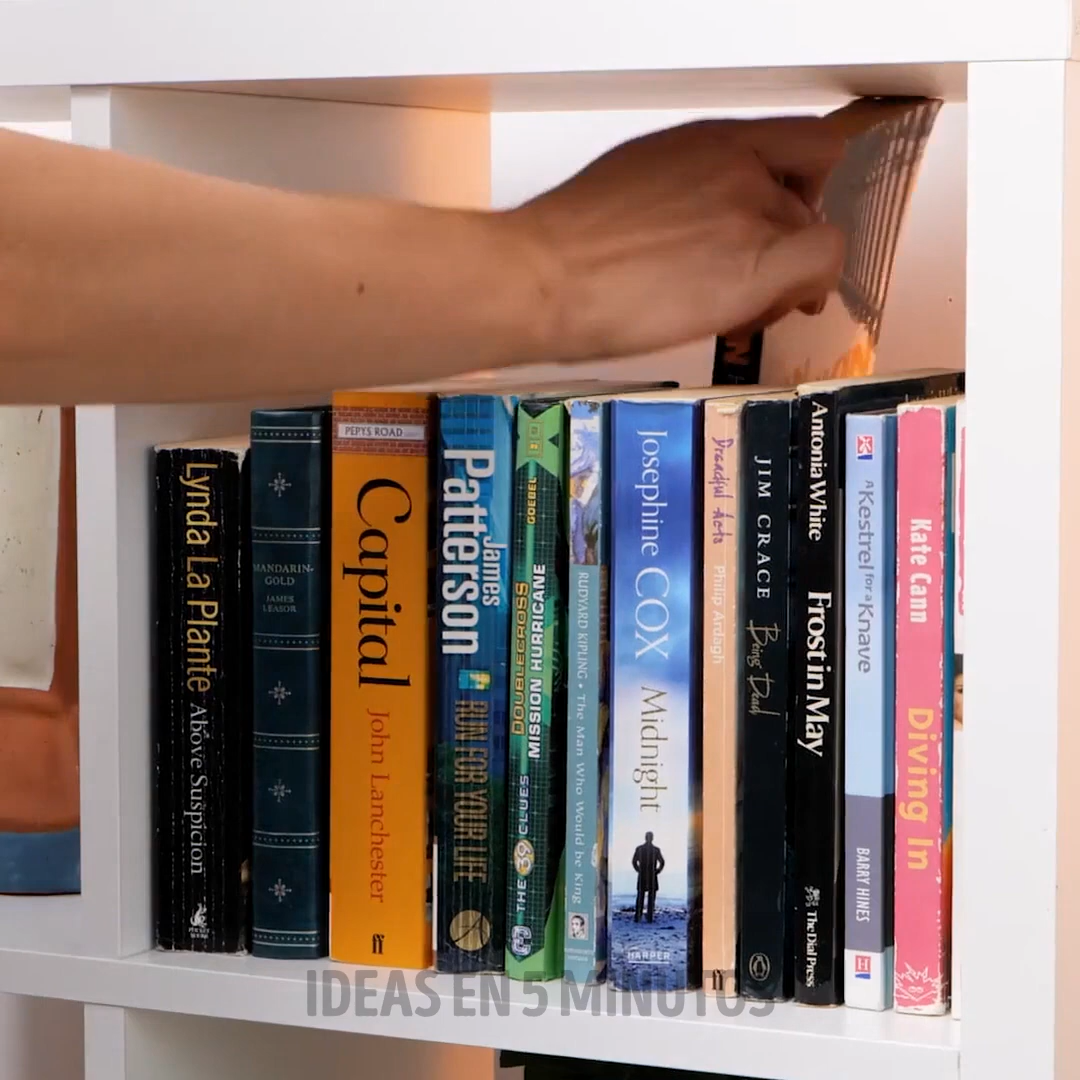 Lynda La Plante Above Suspicion
MANDARIN-
GOLD
JAMES
LEASOR
PEPYS ROAD
Capital John Lanchester
ff
James
Patterson
RUN FOR YOUR LIFE
GOEBEL
DOUBLECROSS
MISSION HURRICANE
THE 39 CLUES
RUDYARD KIPLING • The Man Who Would be King
Josephine COX Midnight
HARPER
Dreadful Acts Philip Ardagh
ff
JIM CRACE Being Dead
Antonia White Frost in May The Dial Press
A Kestrel for a Knave BARRY HINES
Kate Cann Diving In
IDEAS EN 5 MINUTOS